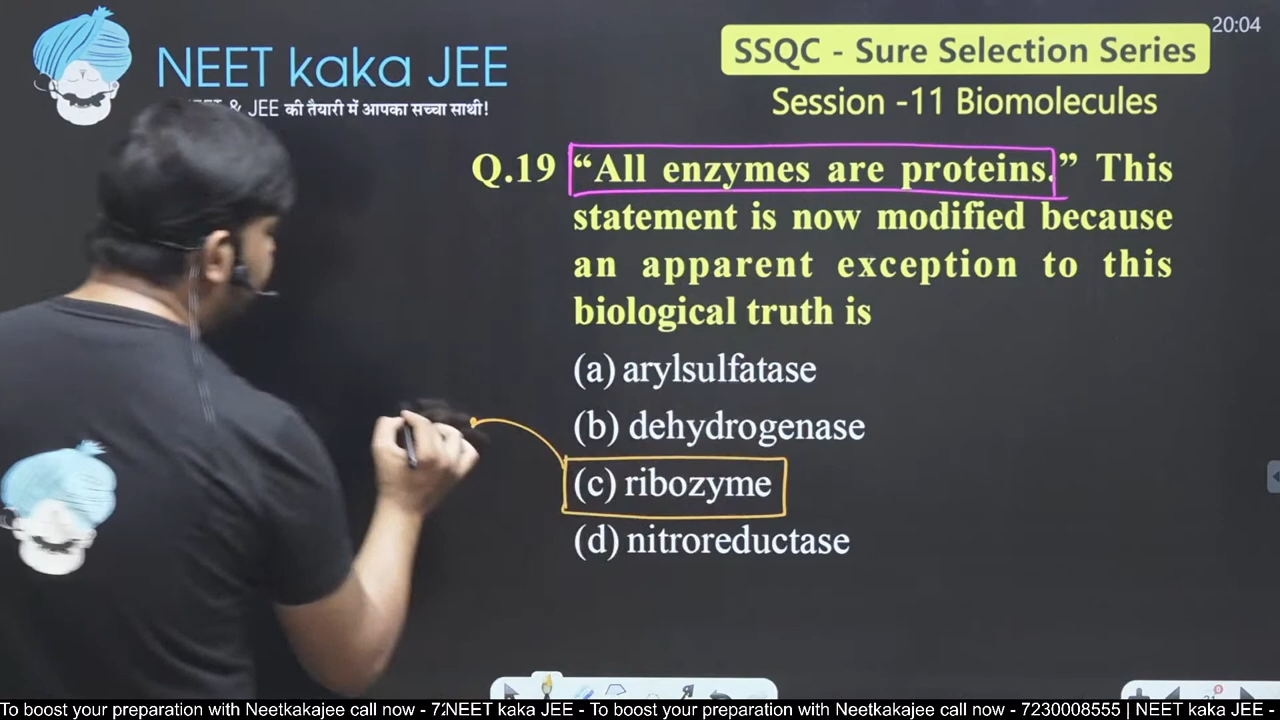 20:04
NEET kaka JEE
& JEE की तैयारी में आपका सच्चा साथी!
SSQC - Sure Selection Series
Session -11 Biomolecules
Q.19 “All enzymes are proteins.” This
statement is now modified because
an apparent exception to this
biological truth is
(a) arylsulfatase
(b) dehydrogenase
(c) ribozyme
(d) nitroreductase
To boost your preparation with Neetkakajee call now - 72NEET kaka JEE - To boost your preparation with Neetkakajee call now - 7230008555 | NEET kaka JEE -